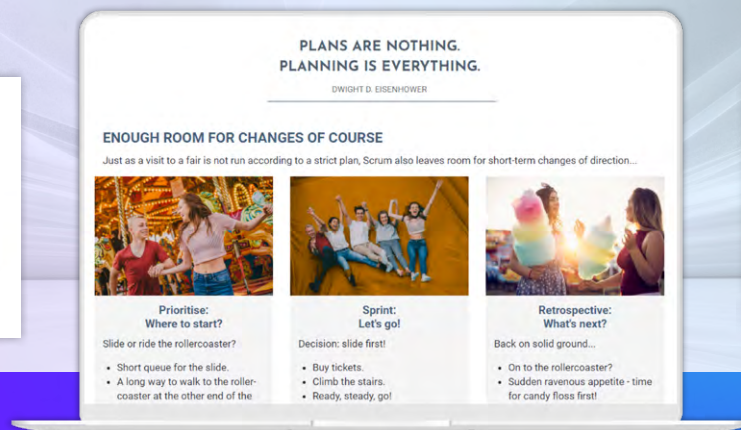 PLANS ARE NOTHING.
PLANNING IS EVERYTHING.
DWIGHT D. EISENHOWER
ENOUGH ROOM FOR CHANGES OF COURSE
Just as a visit to a fair is not run according to a strict plan, Scrum also leaves room for short-term changes of direction...
Prioritise:
Where to start?
Slide or ride the rollercoaster?
• Short queue for the slide.
• A long way to walk to the roller-
coaster at the other end of the
Sprint:
Let's go!
Decision: slide first!
• Buy tickets.
• Climb the stairs.
• Ready, steady, go!
Retrospective:
What's next?
Back on solid ground...
• On to the rollercoaster?
• Sudden ravenous appetite - time
for candy floss first!